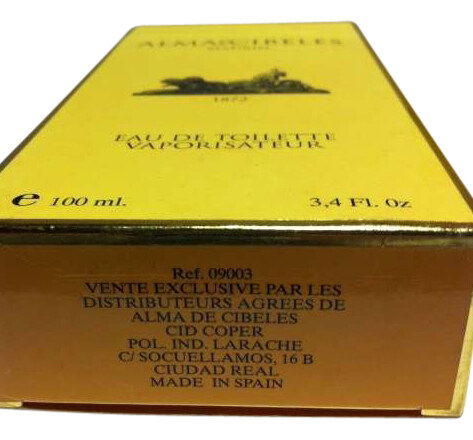 ALMA DE CIBELES
1872
EAU DE TOILETTE
VAPORISATEUR
e 100 ml.
3,4 Fl. Oz
Ref. 09003
VENTE EXCLUSIVE PAR LES
DISTRIBUTEURS AGREES DE
ALMA DE CIBELES
CID COPER
POL. IND. LARACHE
C/ SOCUELLAMOS, 16 B
CIUDAD REAL
MADE IN SPAIN